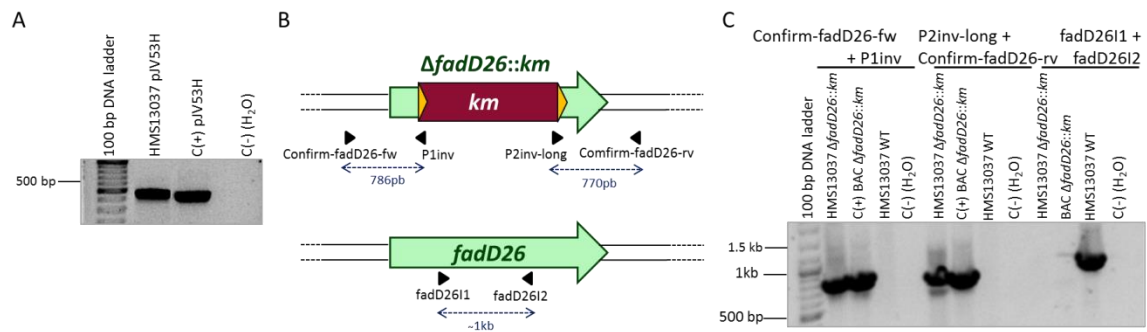 A
100 bp DNA ladder
HMS13037 pJV53H
C(+) pJV53H
C(-) (H₂O)
500 bp
B
ΔfadD26::km
km
Confirm-fadD26-fw
P1inv
P2inv-long
Comfirm-fadD26-rv
786pb
770pb
fadD26
fadD26I1
fadD26I2
~1kb
C
Confirm-fadD26-fw
+ P1inv
P2inv-long +
Confirm-fadD26-rv
fadD26I1 +
fadD26I2
100 bp DNA ladder
HMS13037 ΔfadD26::km
C(+) BAC ΔfadD26::km
HMS13037 WT
C(-) (H₂O)
HMS13037 ΔfadD26::km
C(+) BAC ΔfadD26::km
HMS13037 WT
C(-) (H₂O)
HMS13037 ΔfadD26::km
BAC ΔfadD26::km
HMS13037 WT
C(-) (H₂O)
1.5 kb
1kb
500 bp